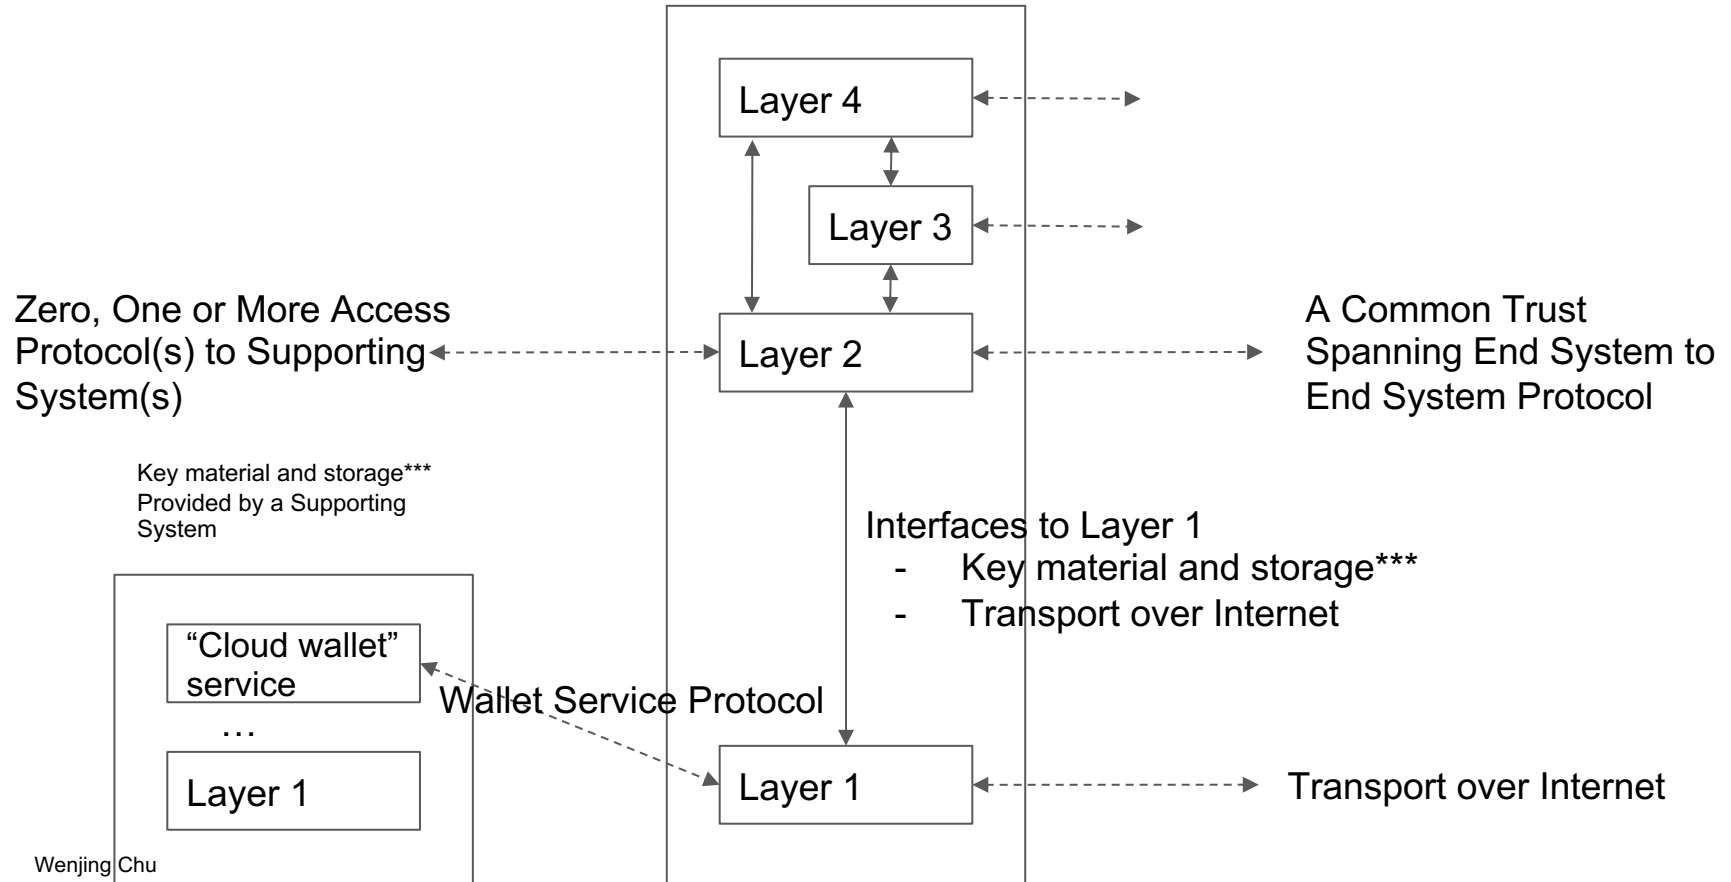 Layer 4
Layer 3
Zero, One or More Access
Protocol(s) to Supporting
System(s)
Layer 2
A Common Trust
Spanning End System to
End System Protocol
Key material and storage***
Provided by a Supporting
System
Interfaces to Layer 1
- Key material and storage***
- Transport over Internet
“Cloud wallet”
service
...
Layer 1
Wallet Service Protocol
Layer 1
Transport over Internet
Wenjing Chu